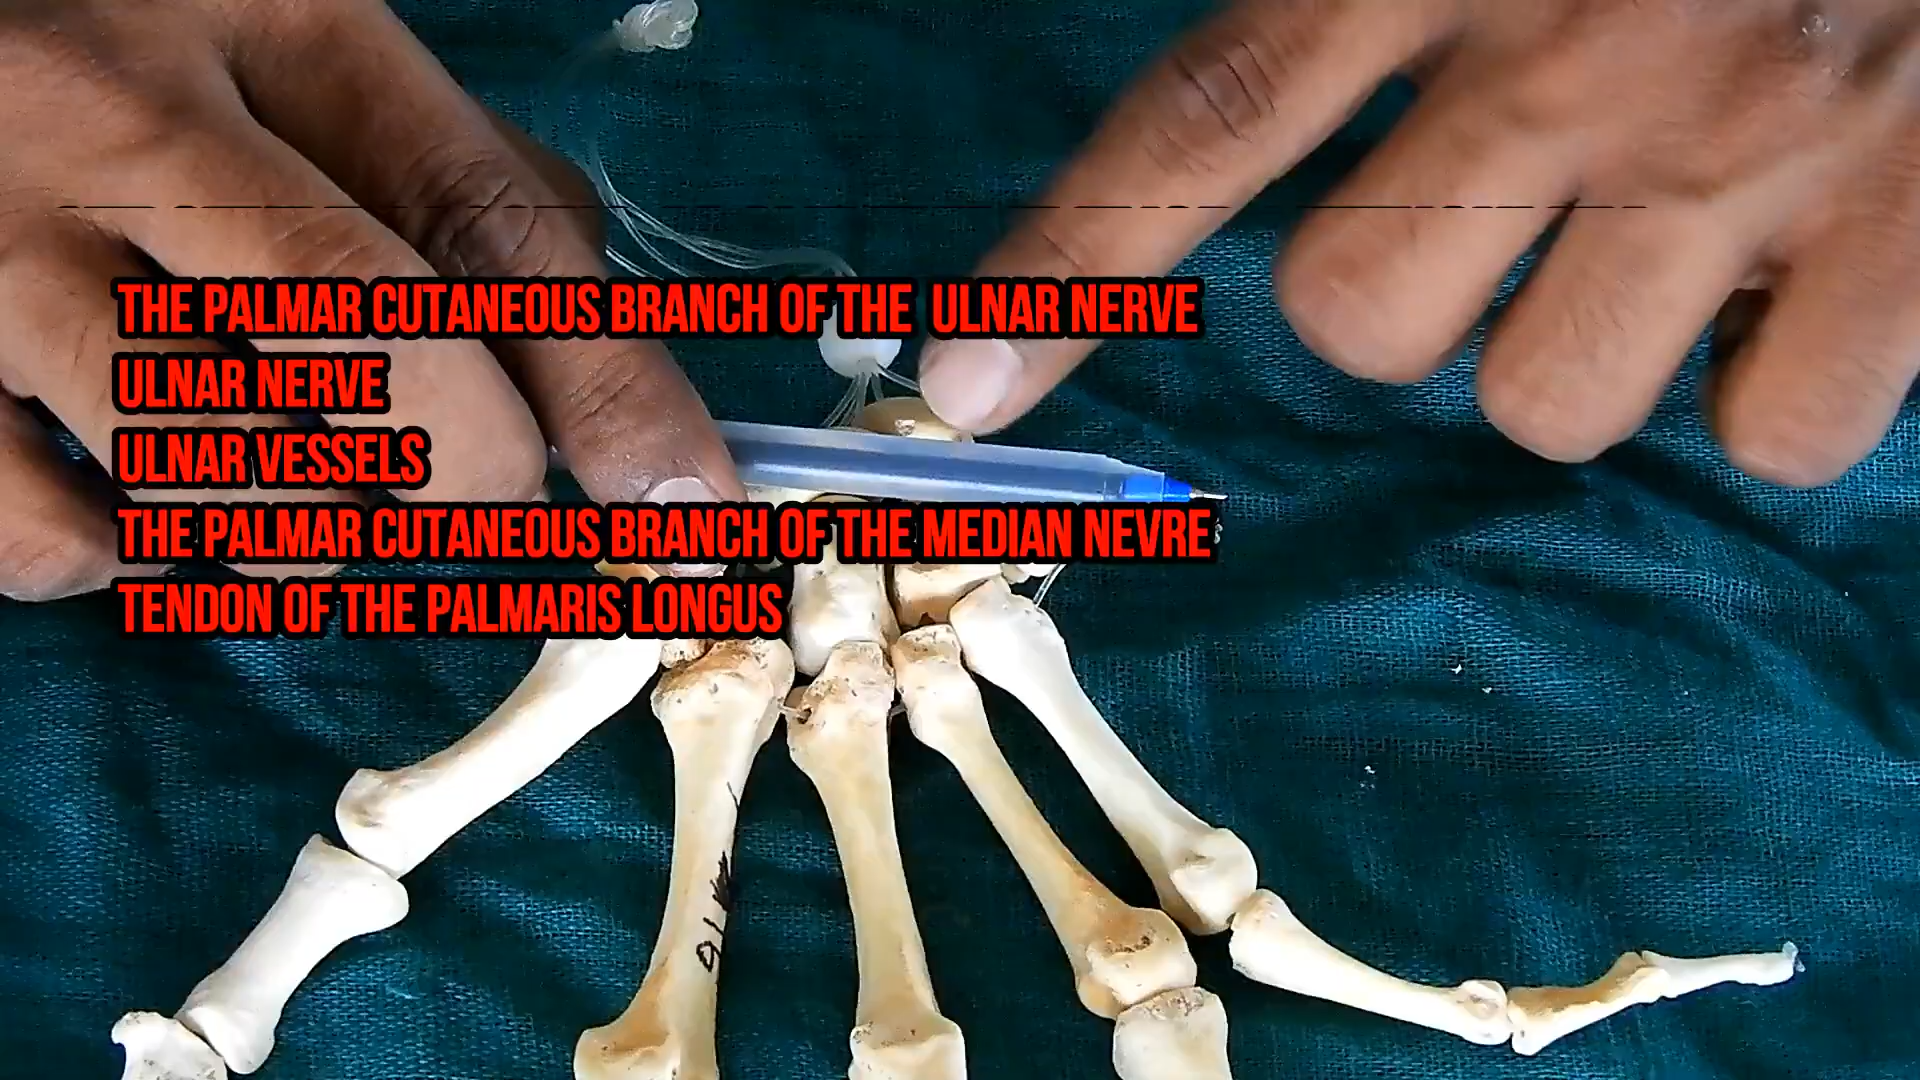 THE PALMAR CUTANEOUS BRANCH OF THE ULNAR NERVE
ULNAR NERVE
ULNAR VESSELS
THE PALMAR CUTANEOUS BRANCH OF THE MEDIAN NEVRE
TENDON OF THE PALMARIS LONGUS